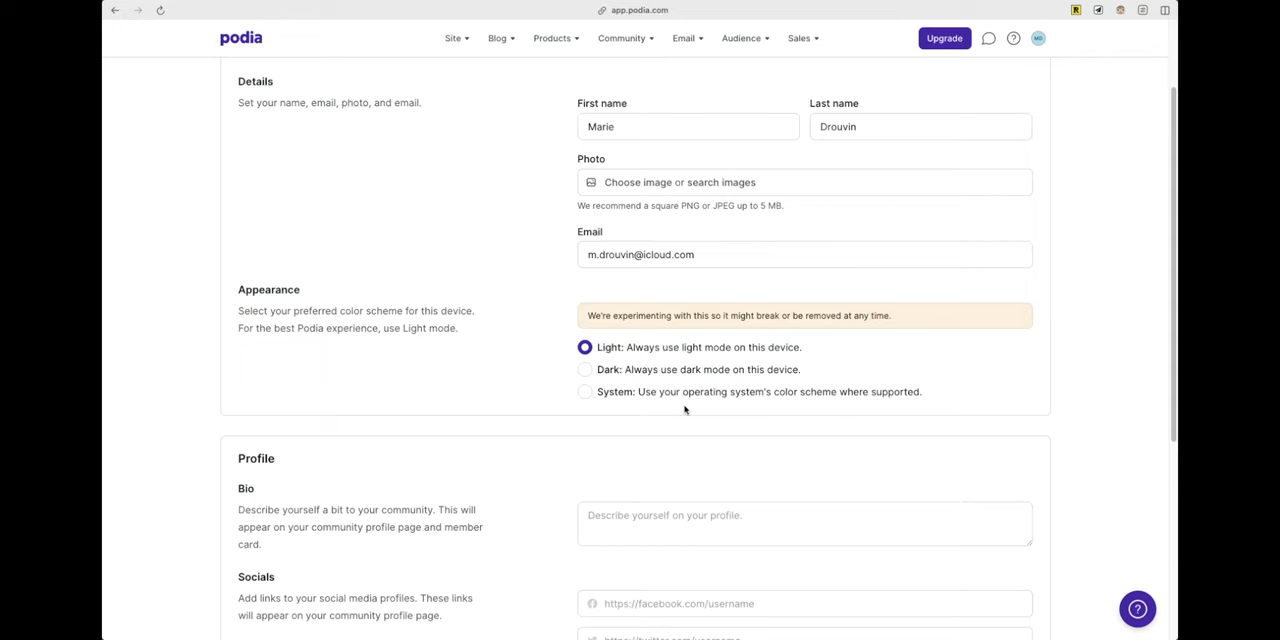 app.podia.com
podia
Site Blog Products Community Email Audience Sales Upgrade MD
Details
Set your name, email, photo, and email.
First name Last name
Marie Drouvin
Photo
Choose image or search images
We recommend a square PNG or JPEG up to 5 MB.
Email
m.drouvin@icloud.com
Appearance
Select your preferred color scheme for this device.
For the best Podia experience, use Light mode.
We're experimenting with this so it might break or be removed at any time.
Light: Always use light mode on this device.
Dark: Always use dark mode on this device.
System: Use your operating system's color scheme where supported.
Profile
Bio
Describe yourself a bit to your community. This will
appear on your community profile page and member
card.
Describe yourself on your profile.
Socials
Add links to your social media profiles. These links
will appear on your community profile page.
https://facebook.com/username
https://twitter.com/username